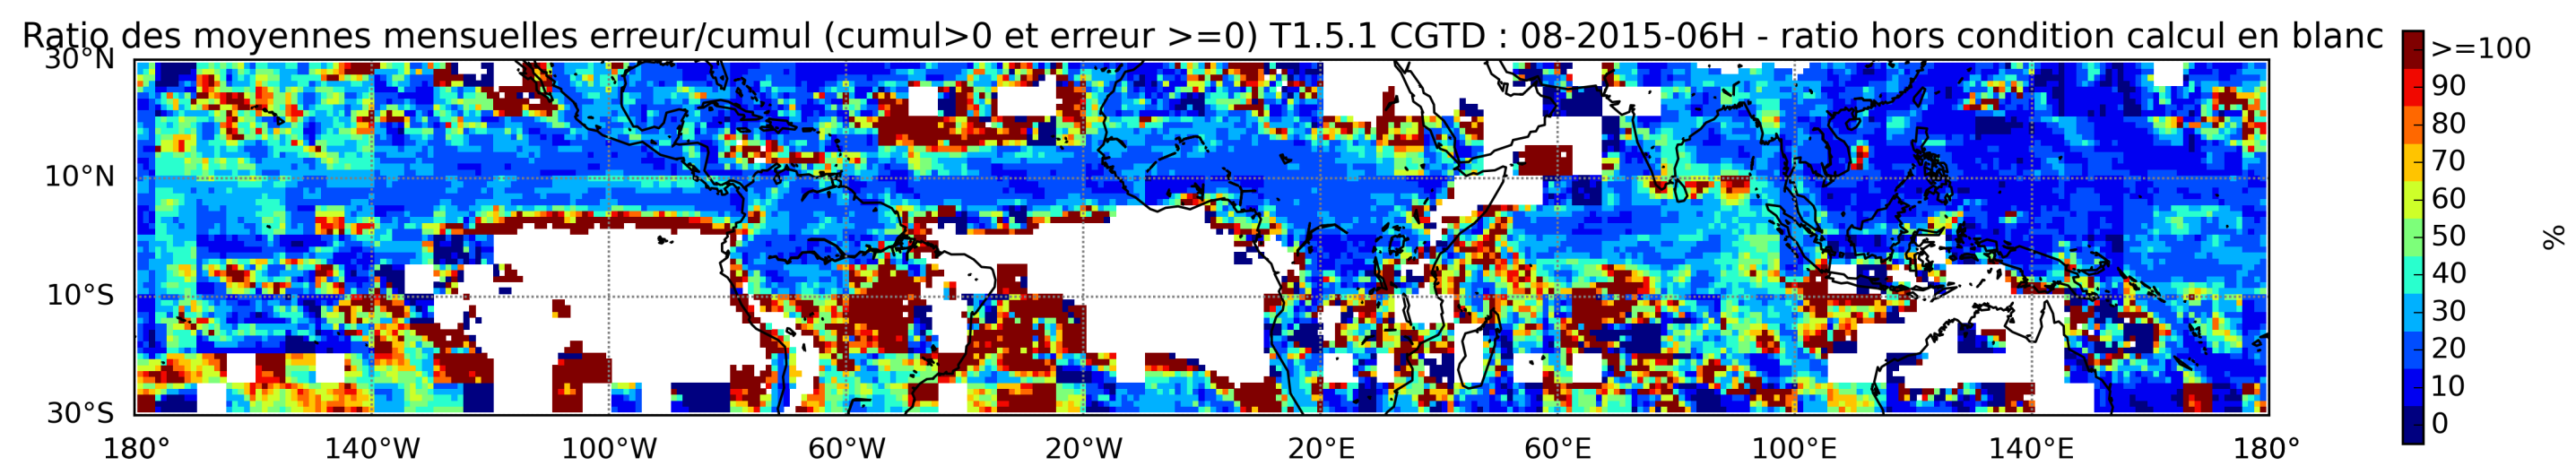 Ratio des moyennes mensuelles erreur/cumul (cumul>0 et erreur >=0) T1.5.1 CGTD : 08-2015-06H - ratio hors condition calcul en blanc
30°N
10°N
10°S
30°S
180° 140°W 100°W 60°W 20°W 20°E 60°E 100°E 140°E 180°
>=100
90
80
70
60
50
40
30
20
10
0
%